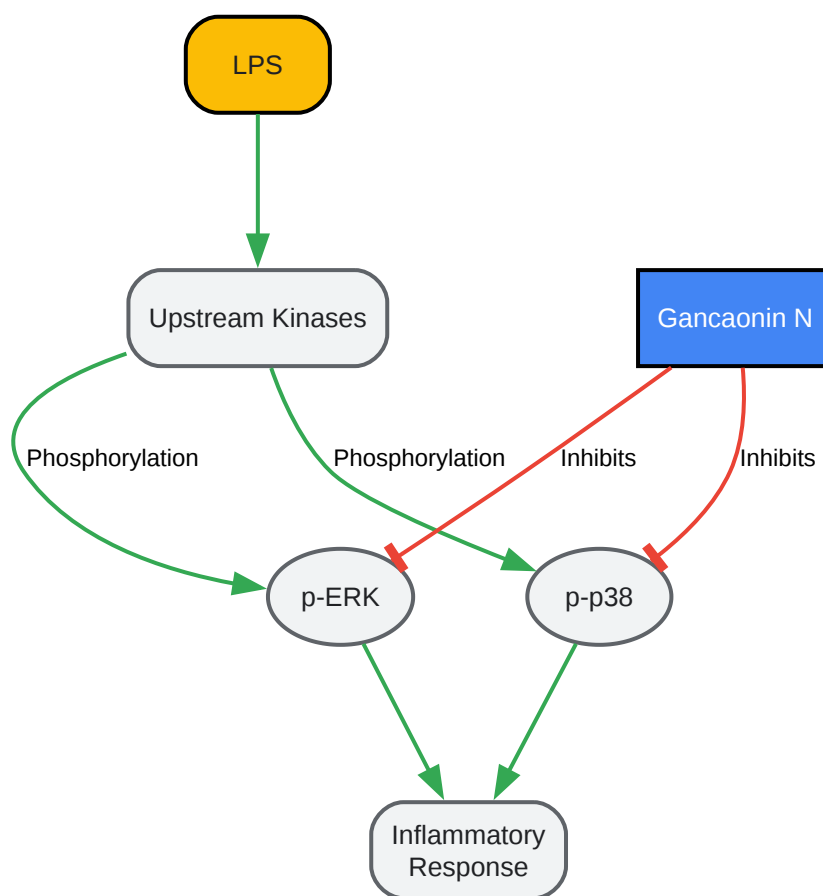 LPS
Upstream Kinases
Gancaonin N
Phosphorylation
Phosphorylation
Inhibits
Inhibits
p-ERK
p-p38
Inflammatory
Response